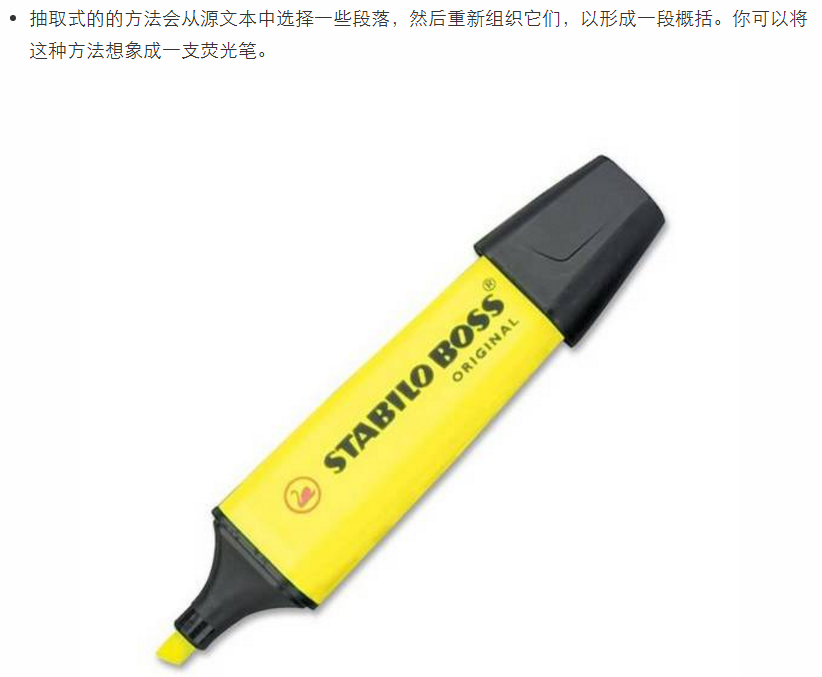 抽取式的的方法会从源文本中选择一些段落，然后重新组织它们，以形成一段概括。你可以将
这种方法想象成一支荧光笔。
STABILO BOSS®
ORIGINAL